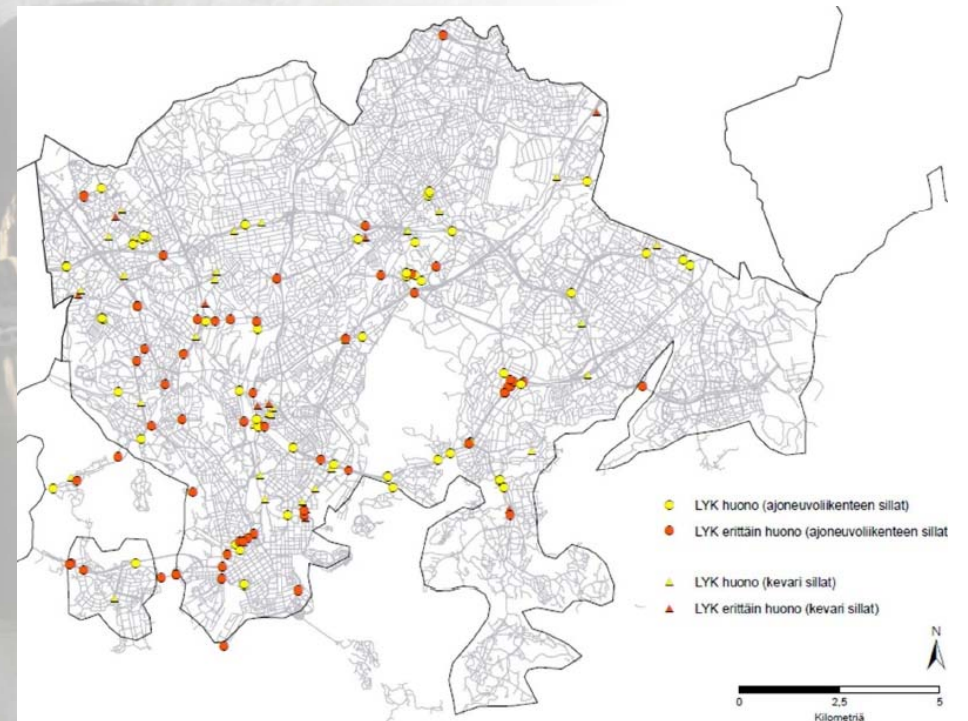 LYK huono (ajoneuvoliikenteen sillat)
LYK erittäin huono (ajoneuvoliikenteen sillat
LYK huono (kevari sillat)
LYK erittäin huono (kevari sillat)
N
0 2,5 5
Kilometriä